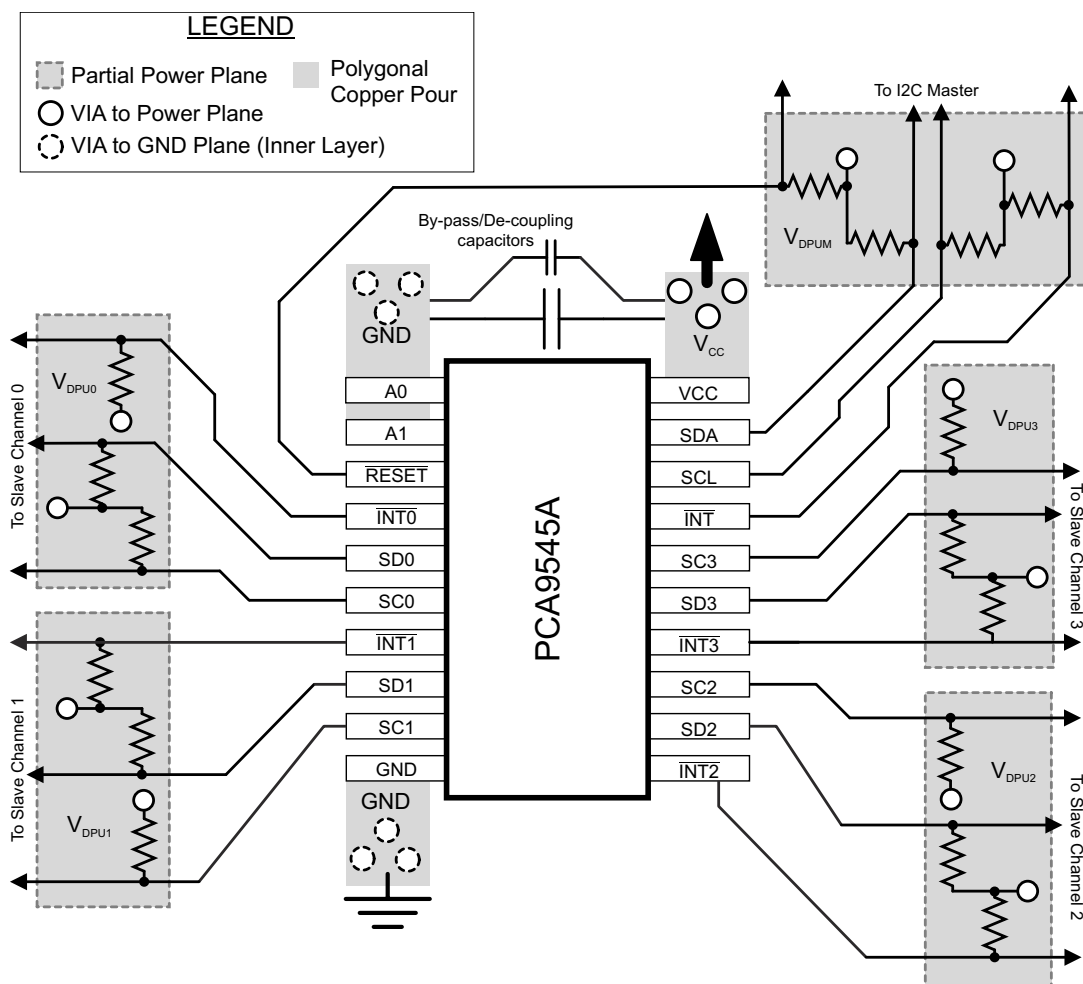 LEGEND
Partial Power Plane
Polygonal
Copper Pour
VIA to Power Plane
VIA to GND Plane (Inner Layer)
To I2C Master
By-pass/De-coupling
capacitors
VDPUM
GND
VCC
VDPU0
To Slave Channel 0
VDPU3
To Slave Channel 3
A0
A1
RESET
INT0
SD0
SC0
INT1
SD1
SC1
GND
PCA9545A
VCC
SDA
SCL
INT
SC3
SD3
INT3
SC2
SD2
INT2
To Slave Channel 1
VDPU1
GND
VDPU2
To Slave Channel 2